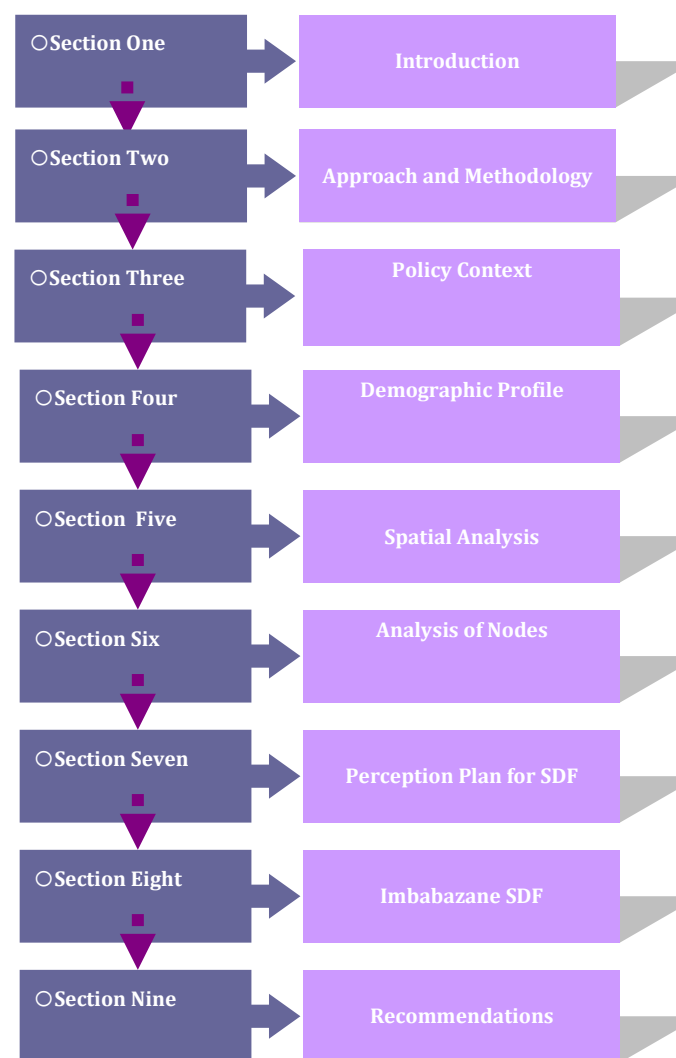 ○Section One
Introduction
○Section Two
Approach and Methodology
○Section Three
Policy Context
○Section Four
Demographic Profile
○Section Five
Spatial Analysis
○Section Six
Analysis of Nodes
○Section Seven
Perception Plan for SDF
○Section Eight
Imbabazane SDF
○Section Nine
Recommendations